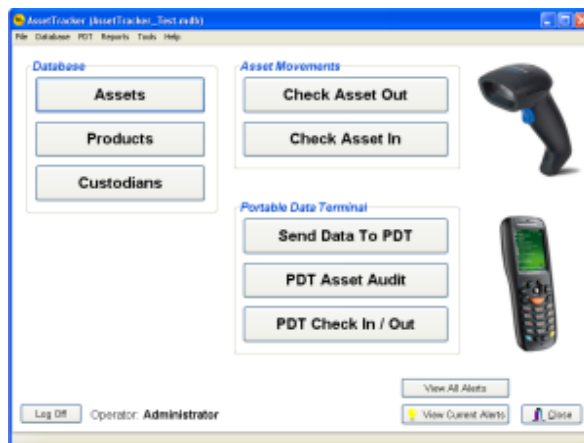 AssetTracker (AssetTracker_Test.mdb)
File Database PDT Reports Tools Help
Database
Assets
Products
Custodians
Asset Movements
Check Asset Out
Check Asset In
Portable Data Terminal
Send Data To PDT
PDT Asset Audit
PDT Check In / Out
View All Alerts
Log Off Operator: Administrator View Current Alerts Close